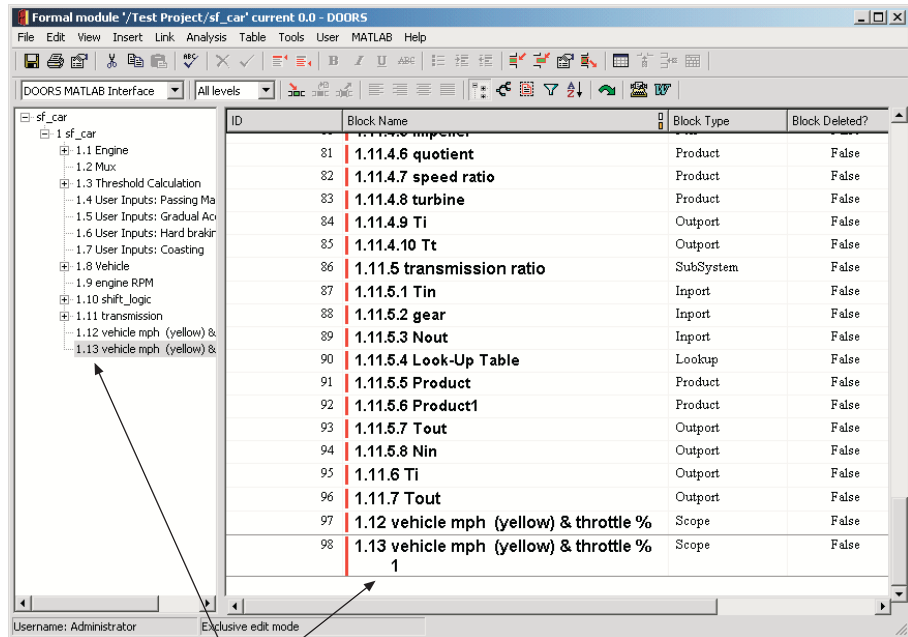 Formal module '/Test Project/sf_car' current 0.0 - DOORS
File Edit View Insert Link Analysis Table Tools User MATLAB Help
DOORS MATLAB Interface All levels
sf_car
1 sf_car
1.1 Engine
1.2 Mux
1.3 Threshold Calculation
1.4 User Inputs: Passing Ma
1.5 User Inputs: Gradual Ac
1.6 User Inputs: Hard brakin
1.7 User Inputs: Coasting
1.8 Vehicle
1.9 engine RPM
1.10 shift_logic
1.11 transmission
1.12 vehicle mph (yellow) &
1.13 vehicle mph (yellow) &
ID Block Name Block Type Block Deleted?
81 1.11.4.6 quotient Product False
82 1.11.4.7 speed ratio Product False
83 1.11.4.8 turbine Product False
84 1.11.4.9 Ti Outport False
85 1.11.4.10 Tt Outport False
86 1.11.5 transmission ratio SubSystem False
87 1.11.5.1 Tin Inport False
88 1.11.5.2 gear Inport False
89 1.11.5.3 Nout Inport False
90 1.11.5.4 Look-Up Table Lookup False
91 1.11.5.5 Product Product False
92 1.11.5.6 Product1 Product False
93 1.11.5.7 Tout Outport False
94 1.11.5.8 Nin Outport False
95 1.11.6 Ti Outport False
96 1.11.7 Tout Outport False
97 1.12 vehicle mph (yellow) & throttle % Scope False
98 1.13 vehicle mph (yellow) & throttle % Scope False
1
Username: Administrator Exclusive edit mode